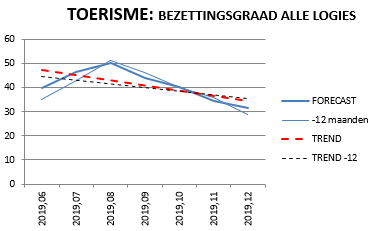 TOERISME: BEZETTINGSGRAAD ALLE LOGIES
60
50
40
30
20
10
0
2019,06
2019,07
2019,08
2019,09
2019,10
2019,11
2019,12
FORECAST
-12 maanden
TREND
TREND -12